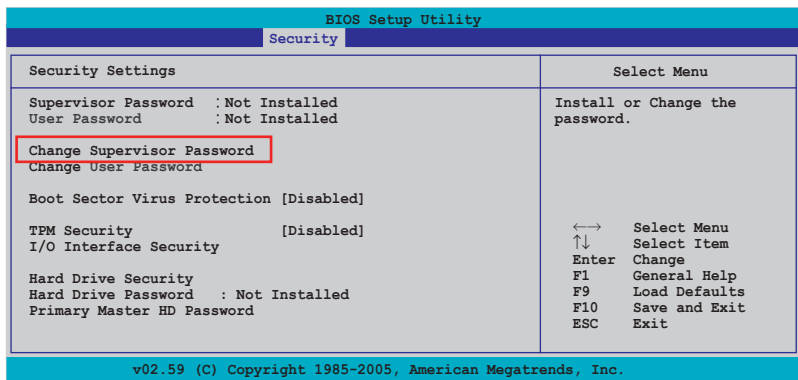 BIOS Setup Utility
Security
Security Settings
Supervisor Password : Not Installed
User Password : Not Installed
Change Supervisor Password
Change User Password
Boot Sector Virus Protection [Disabled]
TPM Security [Disabled]
I/O Interface Security
Hard Drive Security
Hard Drive Password : Not Installed
Primary Master HD Password
Select Menu
Install or Change the
password.
←→ Select Menu
↑↓ Select Item
Enter Change
F1 General Help
F9 Load Defaults
F10 Save and Exit
ESC Exit
v02.59 (C) Copyright 1985-2005, American Megatrends, Inc.